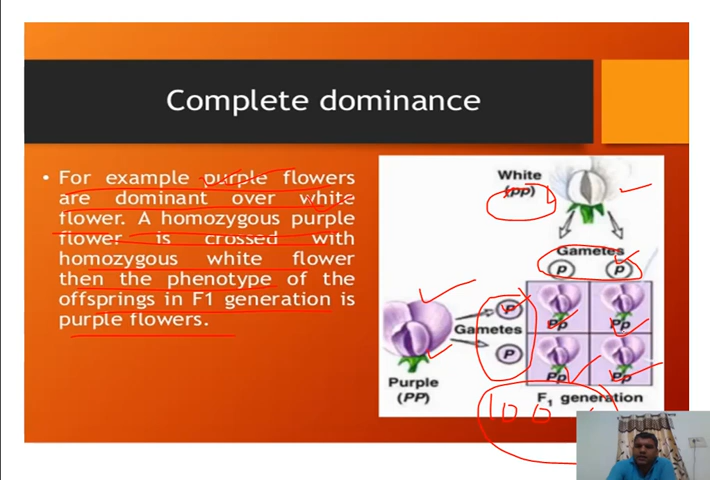 Complete dominance
• For example purple flowers
are dominant over white
flower. A homozygous purple
flower is crossed with
homozygous white flower
then the phenotype of the
offsprings in F1 generation is
purple flowers.
White
(pp)
Gametes
p p
P
Gametes
P
Pp Pp
Pp Pp
Purple
(PP)
F1 generation
100